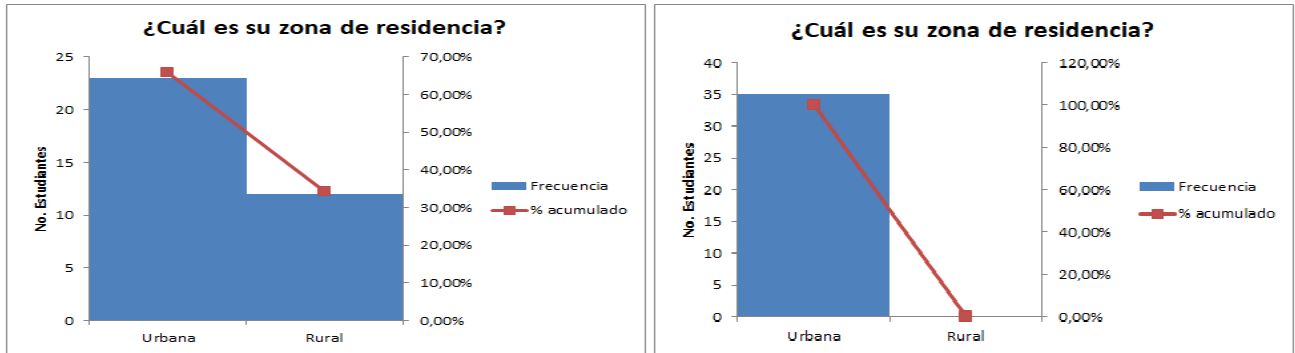 ¿Cuál es su zona de residencia?
25
20
15
10
5
0
No. Estudiantes
70,00%
60,00%
50,00%
40,00%
30,00%
20,00%
10,00%
0,00%
Urbana
Rural
Frecuencia
% acumulado
¿Cuál es su zona de residencia?
40
35
30
25
20
15
10
5
0
No. Estudiantes
120,00%
100,00%
80,00%
60,00%
40,00%
20,00%
0,00%
Urbana
Rural
Frecuencia
% acumulado